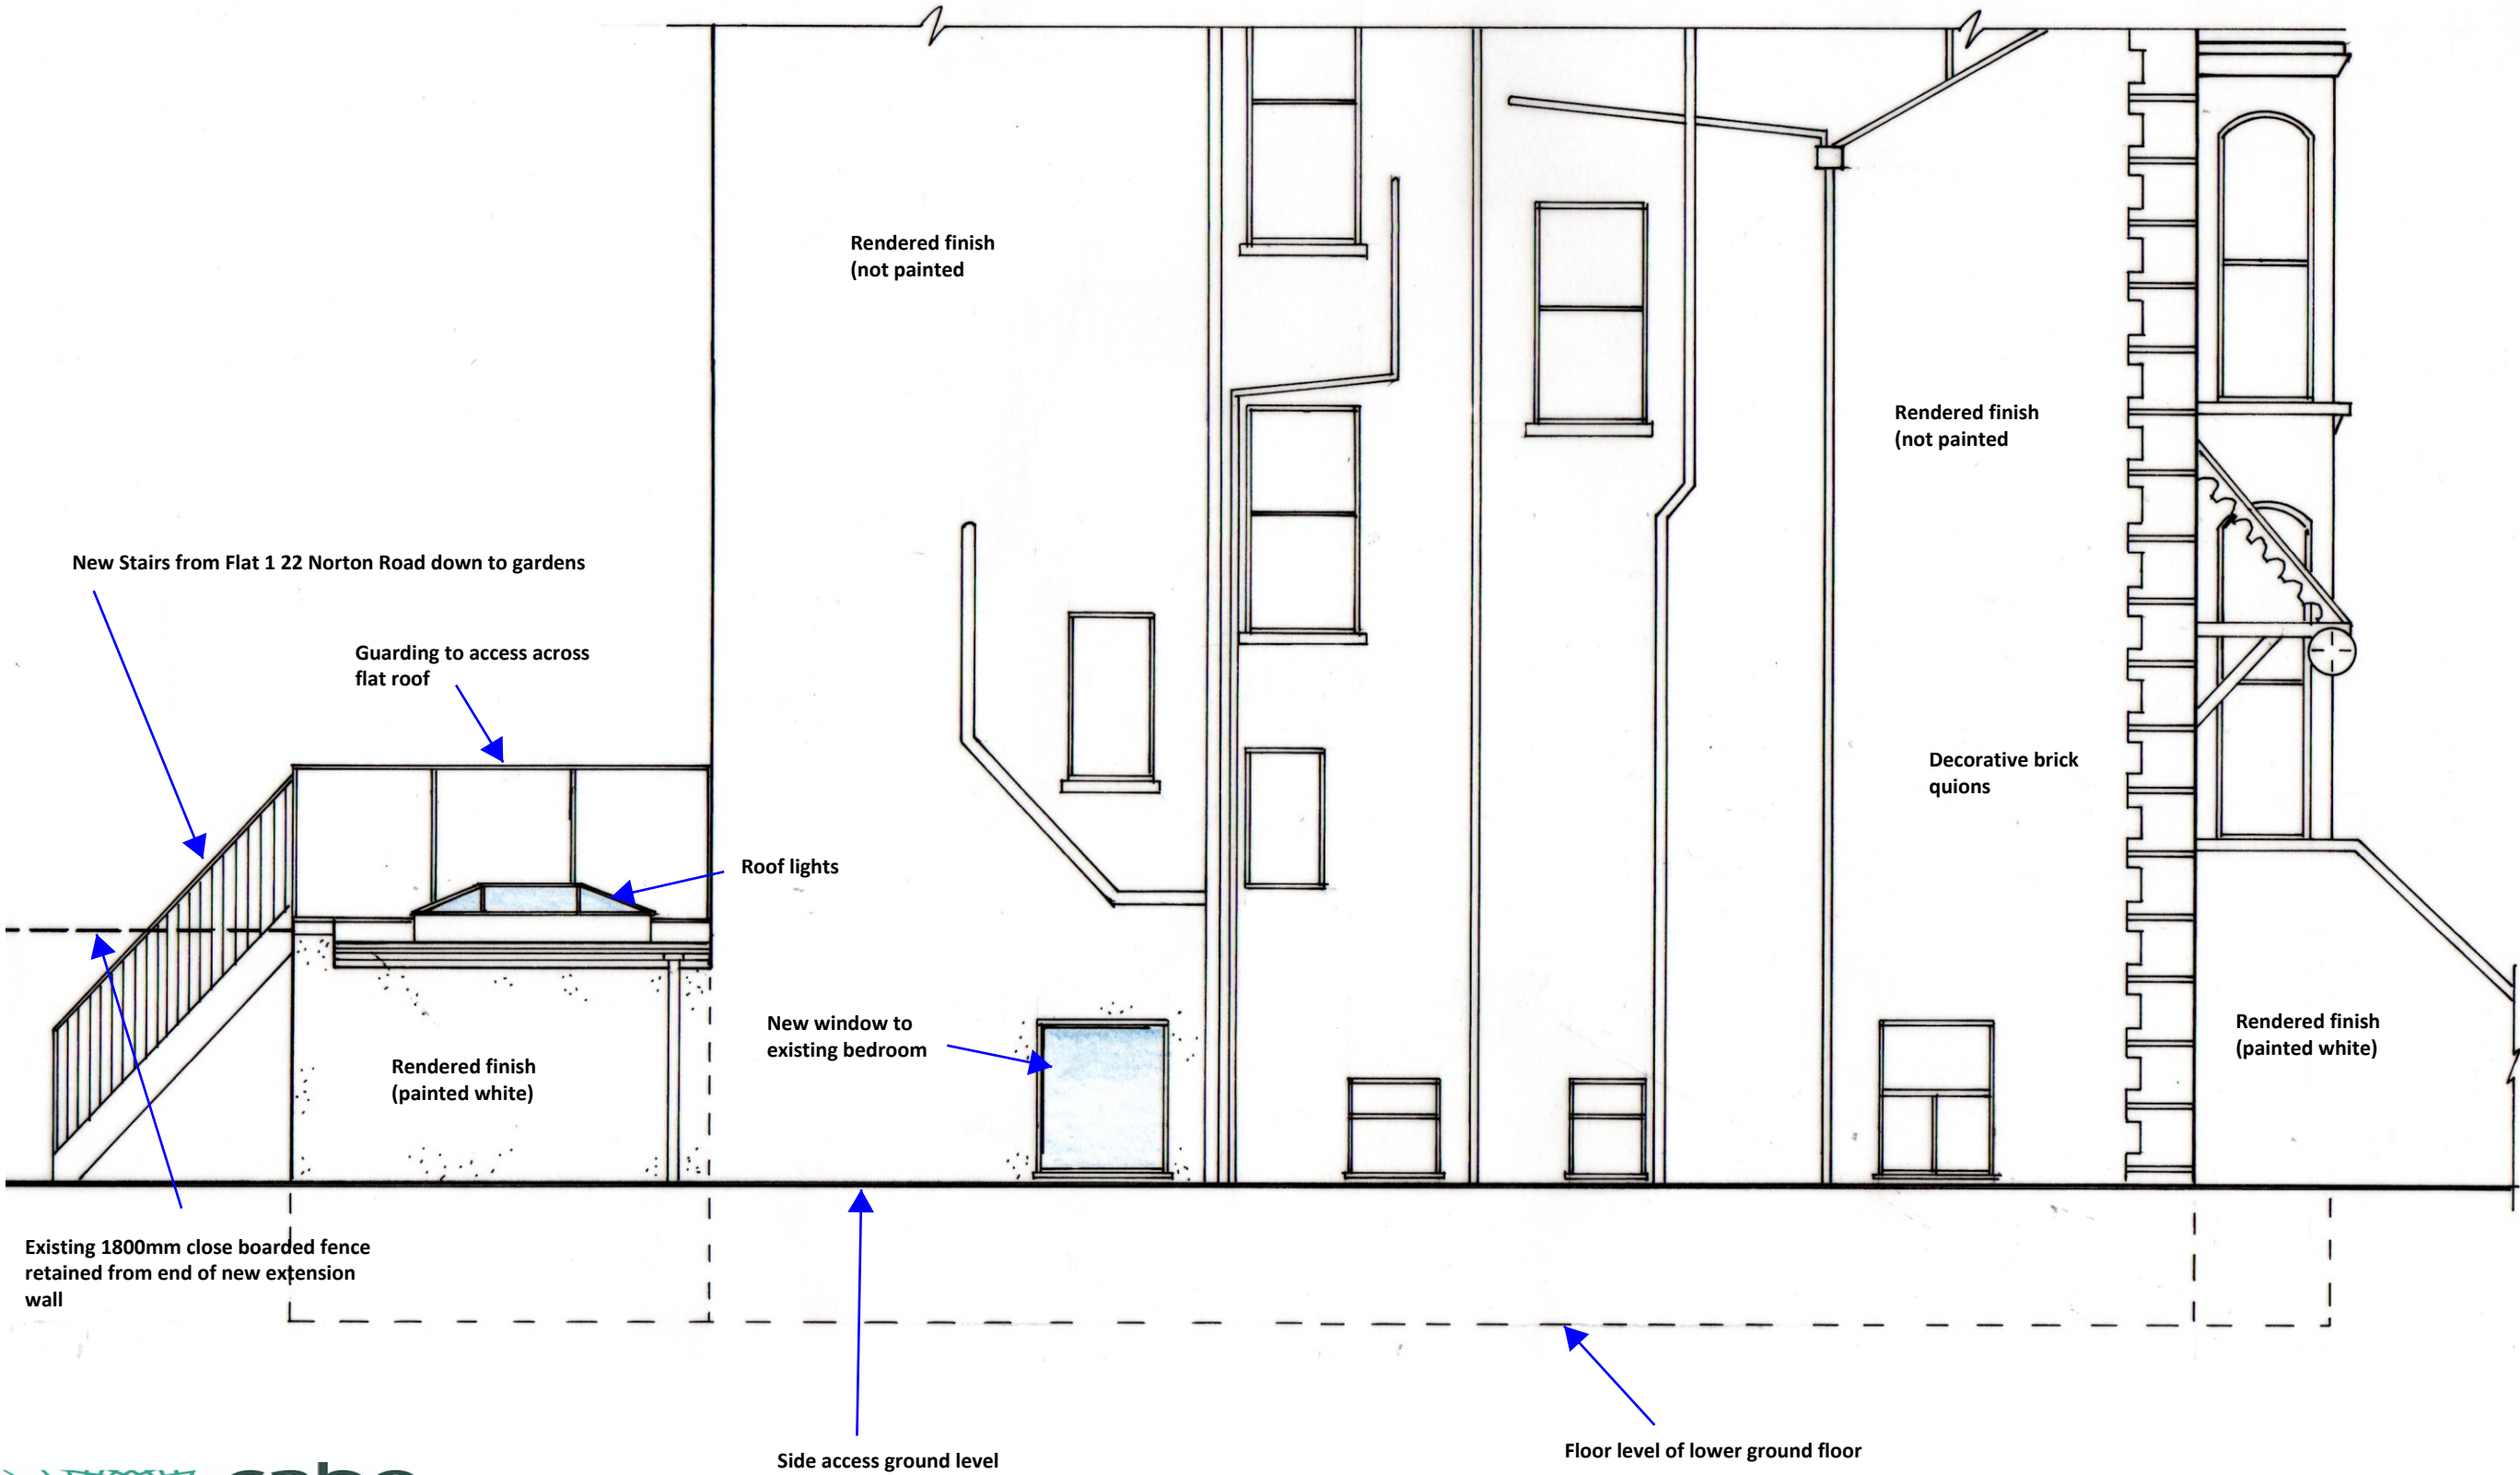 Rendered finish
(not painted
Rendered finish
(not painted
New Stairs from Flat 1 22 Norton Road down to gardens
Guarding to access across
flat roof
Decorative brick
quions
Roof lights
New window to
existing bedroom
Rendered finish
(painted white)
Rendered finish
(painted white)
Existing 1800mm close boarded fence
retained from end of new extension
wall
Side access ground level
Floor level of lower ground floor